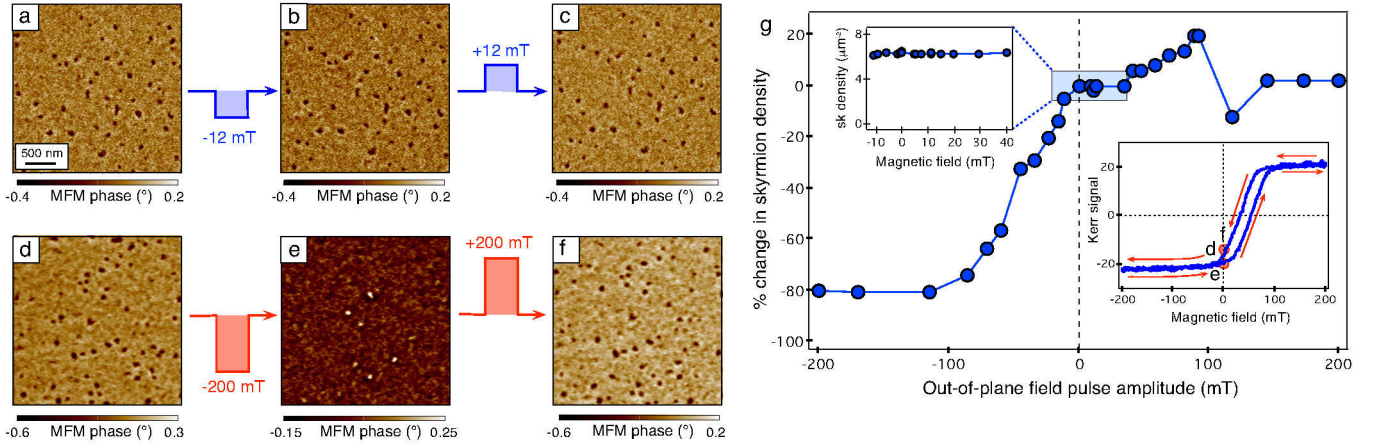 a
b
c
+12 mT
-12 mT
500 nm
-0.4 MFM phase (°) 0.2
-0.4 MFM phase (°) 0.2
-0.4 MFM phase (°) 0.2
d
e
f
+200 mT
-200 mT
-0.6 MFM phase (°) 0.3
-0.15 MFM phase (°) 0.25
-0.6 MFM phase (°) 0.2
g
% change in skyrmion density
20
0
-20
-40
-60
-80
-100
-200 -100 0 100 200
Out-of-plane field pulse amplitude (mT)
sk density (μm⁻²)
8
4
0
-10 0 10 20 30 40
Magnetic field (mT)
Kerr signal
20
0
-20
f
d
e
-200 -100 0 100 200
Magnetic field (mT)